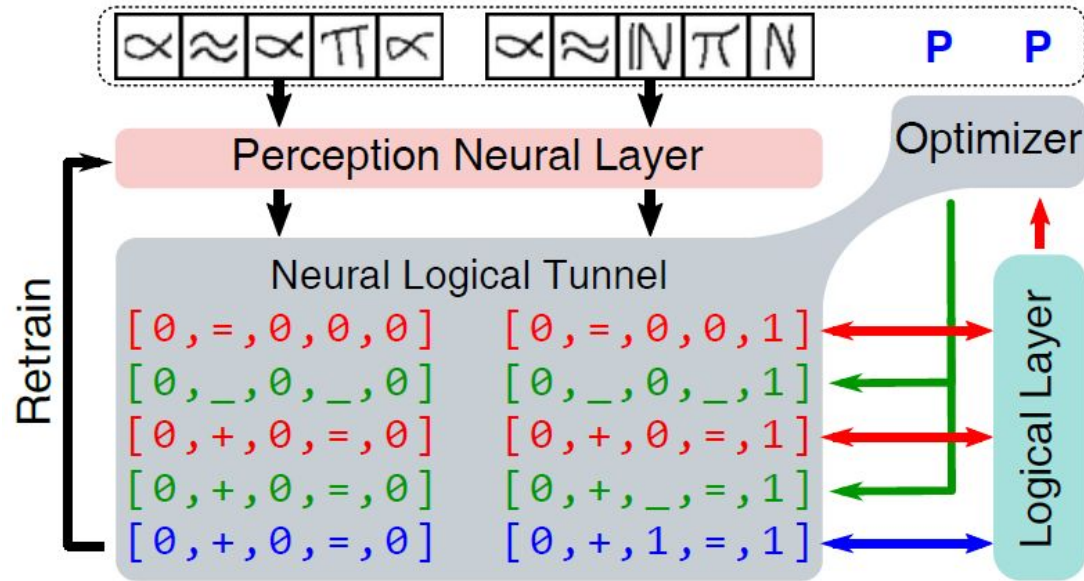 ∝ ≈ ∝ π ∝ ∝ ≈ ℕ π ℕ P P
Optimizer
Perception Neural Layer
Neural Logical Tunnel
[0,=,0,0,0] [0,=,0,0,1]
[0,_,0,_,0] [0,_,0,_,1]
[0,+,0,=,0] [0,+,0,=,1]
[0,+,0,=,0] [0,+,_,=,1]
[0,+,0,=,0] [0,+,1,=,1]
Retrain
Logical Layer